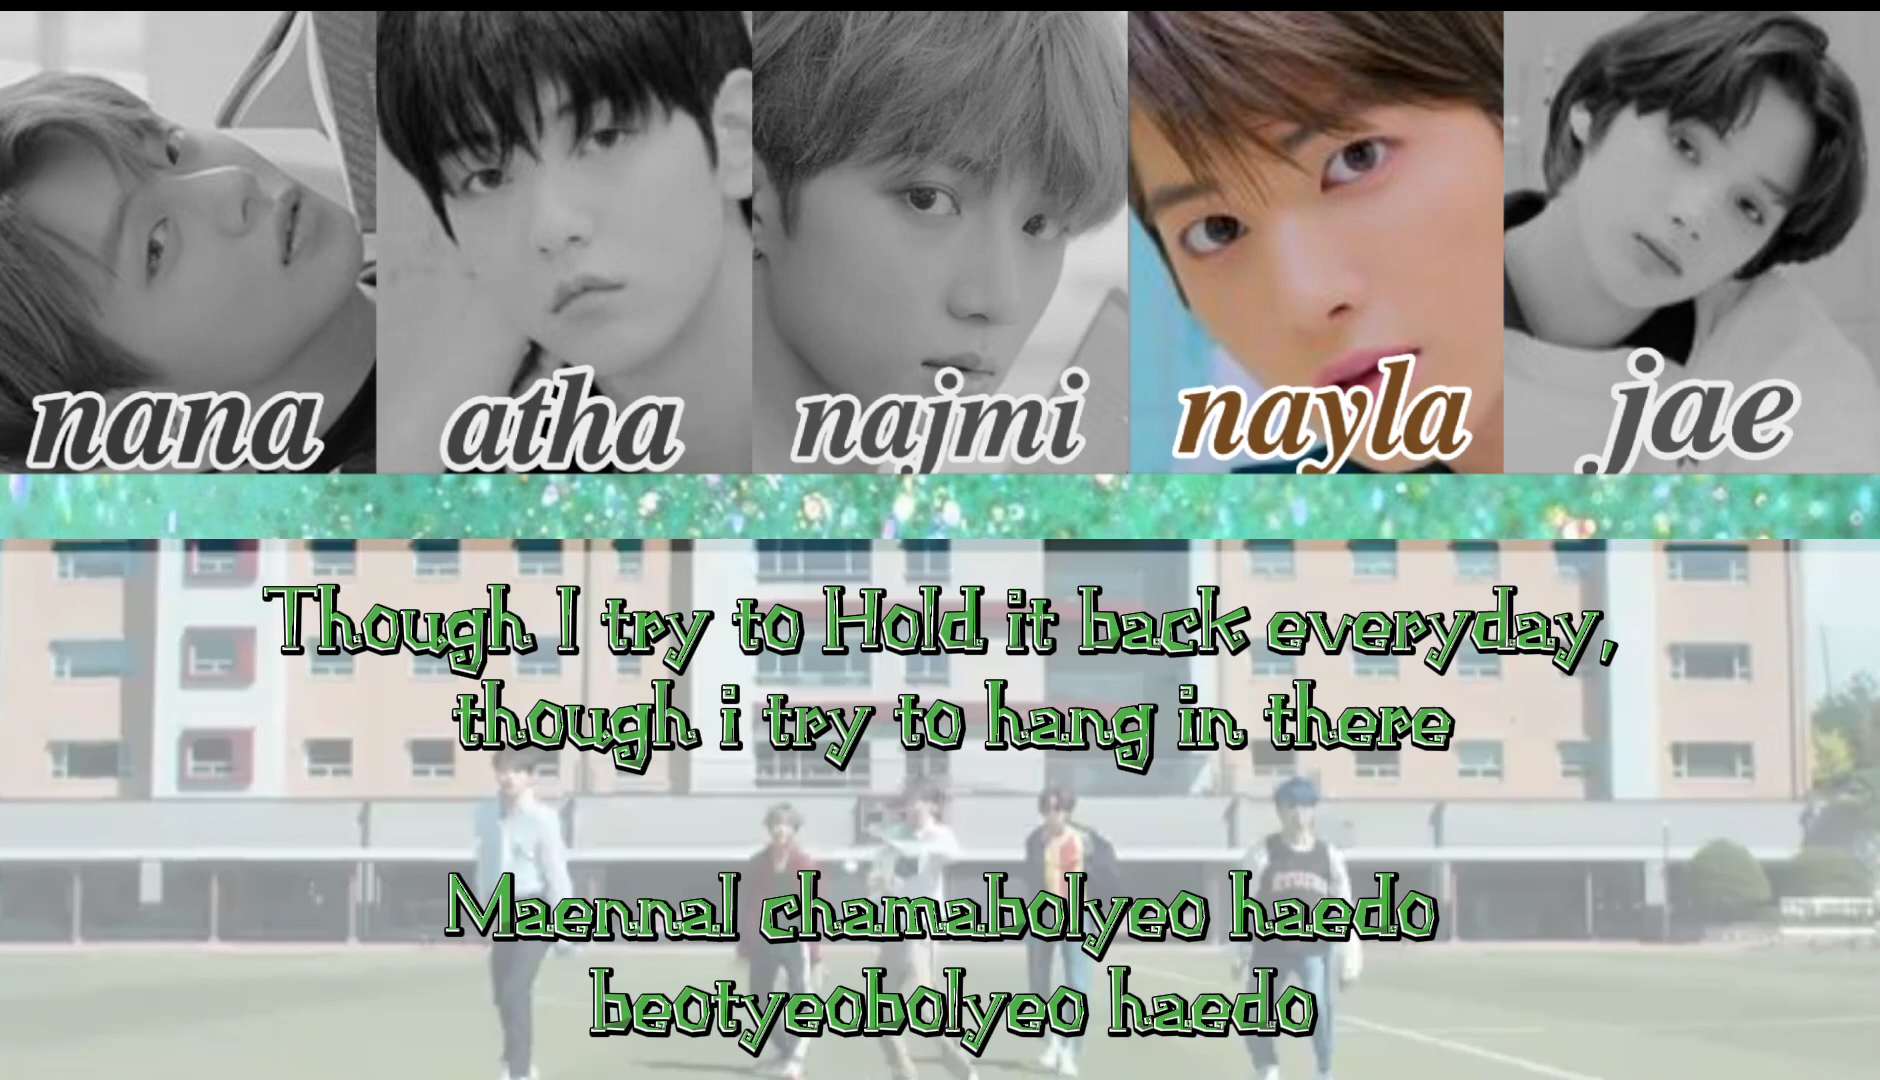 nana atha najmi nayla jae
Though I try to Hold it back everyday,
though i try to hang in there
Maennal chamabolyeo haedo
beotyeobolyeo haedo